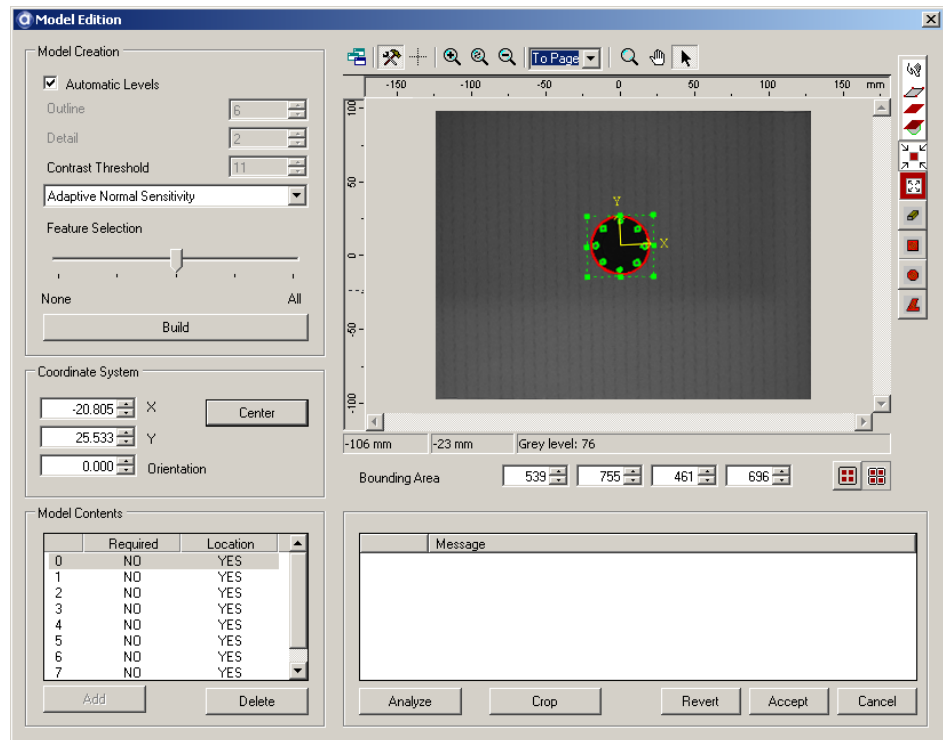 Model Edition
Model Creation
Automatic Levels
Outline 6
Detail 2
Contrast Threshold 11
Adaptive Normal Sensitivity
Feature Selection
None All
Build
Coordinate System
-20.805 X
Center
25.533 Y
0.000 Orientation
Model Contents
Required Location
0 NO YES
1 NO YES
2 NO YES
3 NO YES
4 NO YES
5 NO YES
6 NO YES
7 NO YES
Add Delete
To Page
-150 -100 -50 0 50 100 150 mm
100
50
0
-50
-100
Y
X
-106 mm -23 mm Grey level: 76
Bounding Area 539 755 461 696
Message
Analyze Crop Revert Accept Cancel